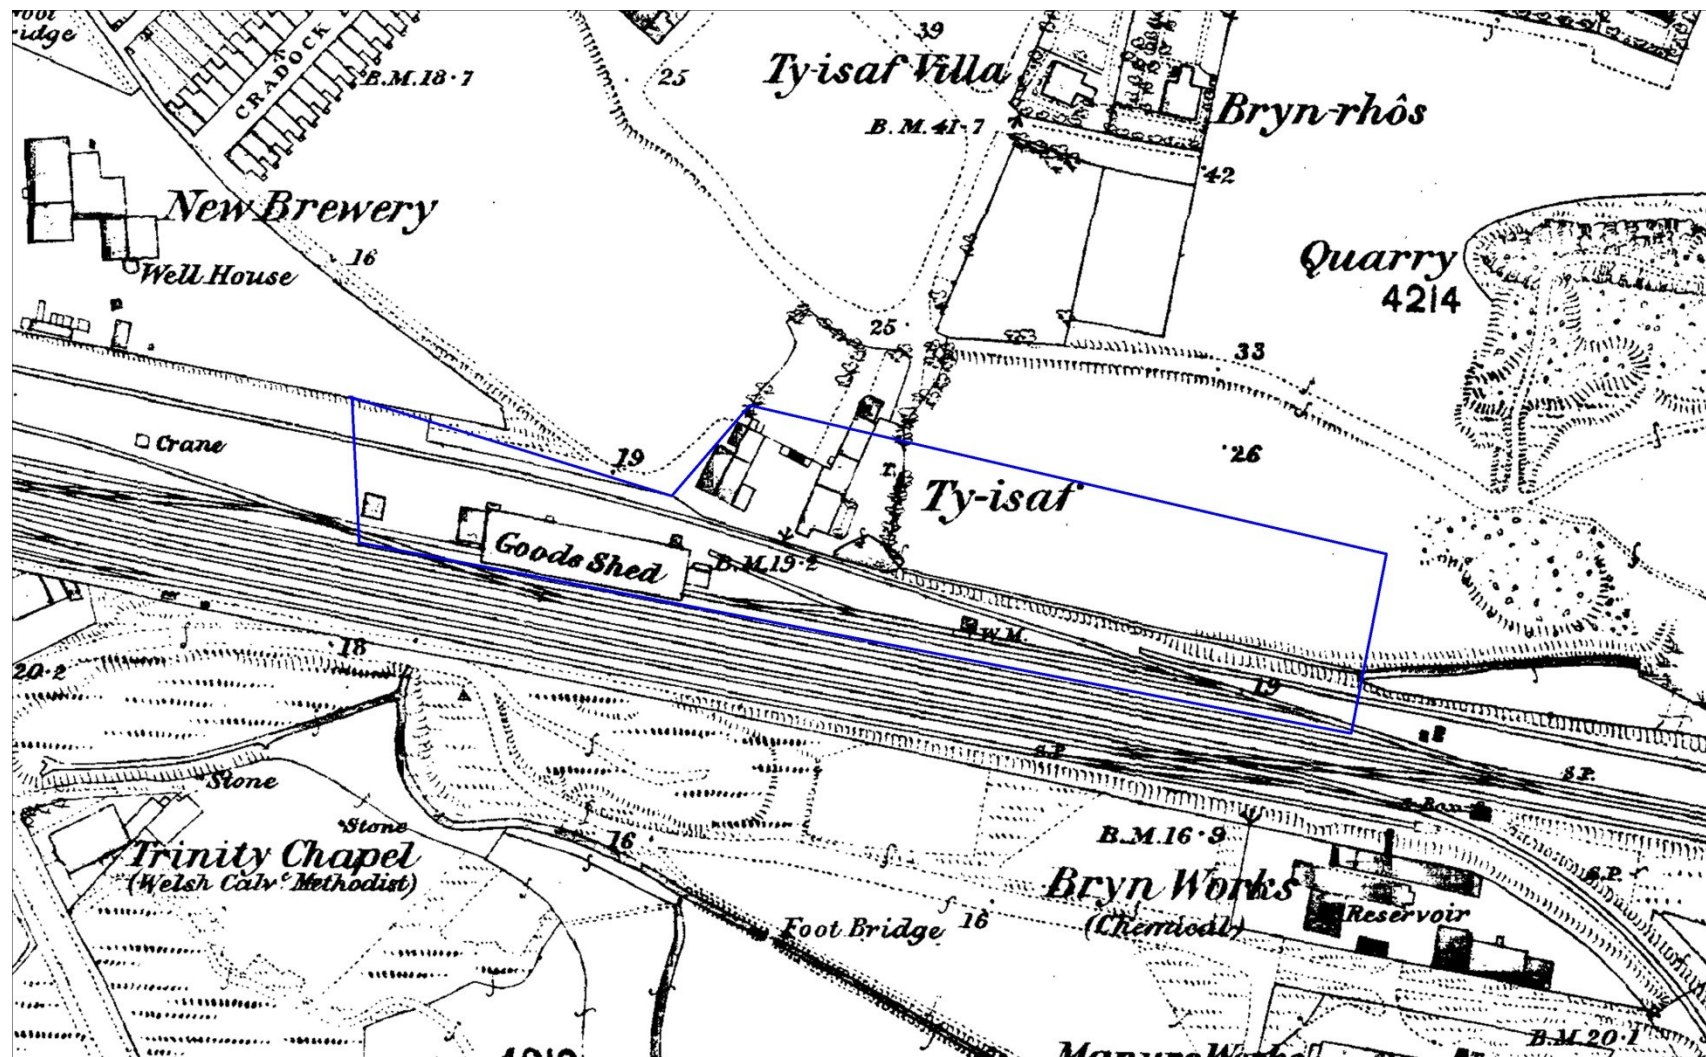 CRADOCK
B.M.18·7
25
39
Ty-isaf Villa
B.M.41·7
Bryn-rhôs
42
New Brewery
Well House
16
Quarry
4214
25
33
Crane
19
26
r.
Ty-isaf
Goods Shed
B.M.19·2
W.M.
18
20·2
19
S.P.
S.P.
Stone
Stone
16
B.M.16·9
Trinity Chapel
(Welsh Calv.c Methodist)
Bryn Works
(Chemical)
Reservoir
S.P.
Foot Bridge
16
B.M.20·1